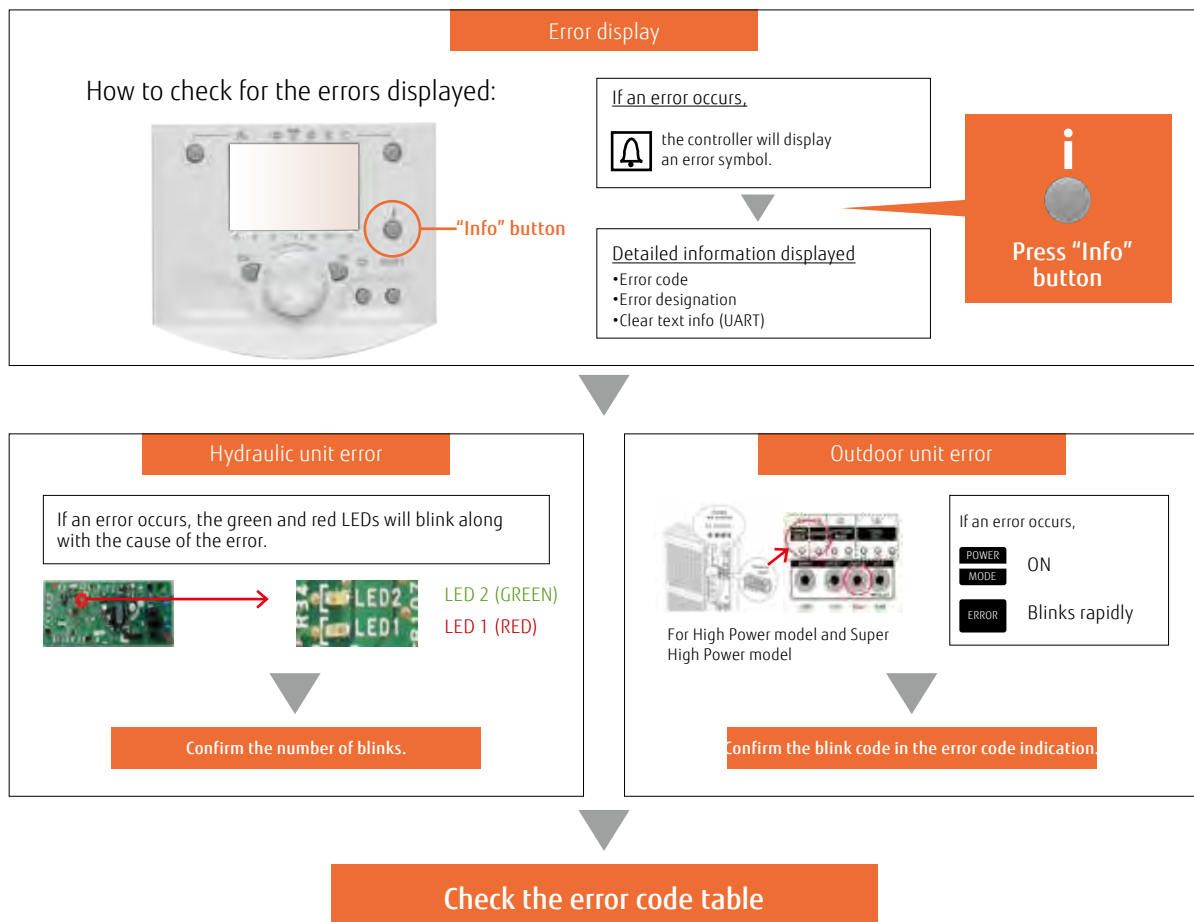 Error display
How to check for the errors displayed:
"Info" button
If an error occurs,
the controller will display
an error symbol.
Detailed information displayed
•Error code
•Error designation
•Clear text info (UART)
i
Press "Info"
button
Hydraulic unit error
If an error occurs, the green and red LEDs will blink along
with the cause of the error.
R34
LED2
LED1
LED 2 (GREEN)
LED 1 (RED)
Confirm the number of blinks.
Outdoor unit error
For High Power model and Super
High Power model
If an error occurs,
POWER
MODE
ON
ERROR
Blinks rapidly
Confirm the blink code in the error code indication.
Check the error code table